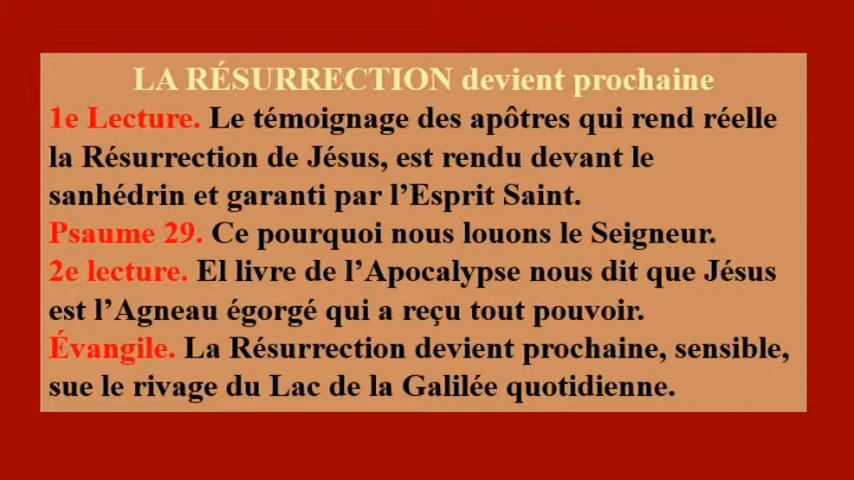 LA RÉSURRECTION devient prochaine
1e Lecture. Le témoignage des apôtres qui rend réelle
la Résurrection de Jésus, est rendu devant le
sanhédrin et garanti par l’Esprit Saint.
Psaume 29. Ce pourquoi nous louons le Seigneur.
2e lecture. El livre de l’Apocalypse nous dit que Jésus
est l’Agneau égorgé qui a reçu tout pouvoir.
Évangile. La Résurrection devient prochaine, sensible,
sue le rivage du Lac de la Galilée quotidienne.